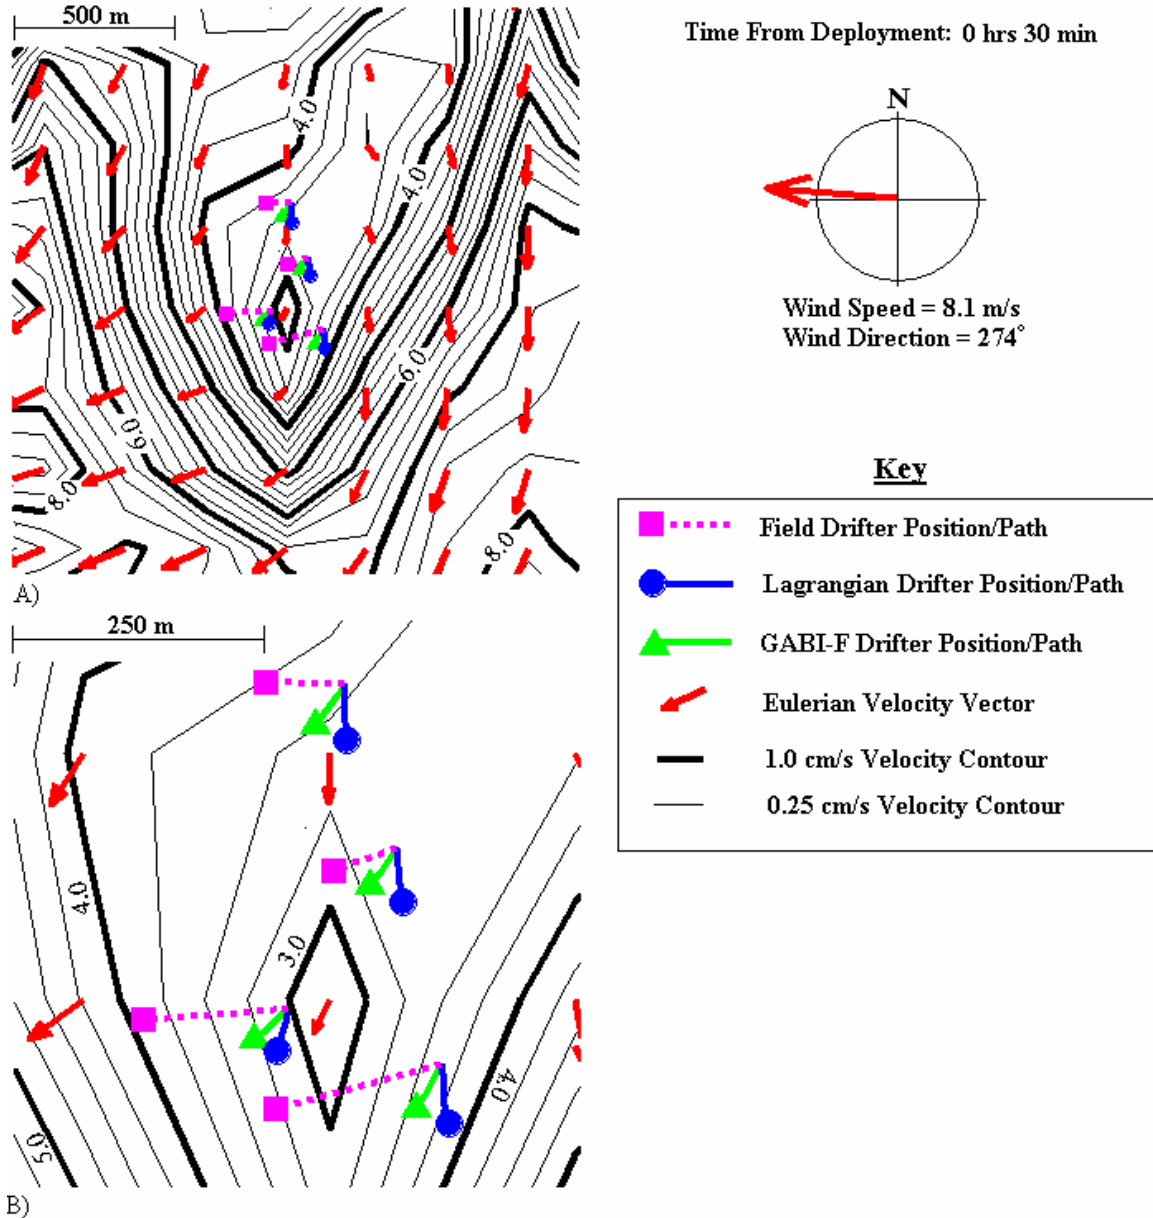 500 m
Time From Deployment: 0 hrs 30 min
N
4.0
4.0
Wind Speed = 8.1 m/s
Wind Direction = 274°
6.0
6.0
8.0
8.0
A)
Key
Field Drifter Position/Path
Lagrangian Drifter Position/Path
GABI-F Drifter Position/Path
Eulerian Velocity Vector
1.0 cm/s Velocity Contour
0.25 cm/s Velocity Contour
250 m
4.0
3.0
4.0
5.0
B)